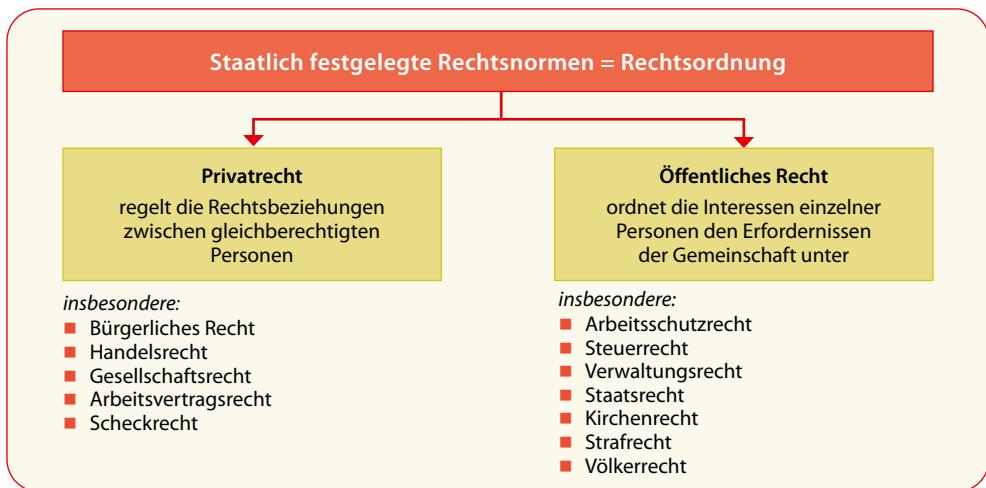 Staatlich festgelegte Rechtsnormen = Rechtsordnung
Privatrecht
regelt die Rechtsbeziehungen
zwischen gleichberechtigten
Personen
insbesondere:
Bürgerliches Recht
Handelsrecht
Gesellschaftsrecht
Arbeitsvertragsrecht
Scheckrecht
Öffentliches Recht
ordnet die Interessen einzelner
Personen den Erfordernissen
der Gemeinschaft unter
insbesondere:
Arbeitsschutzrecht
Steuerrecht
Verwaltungsrecht
Staatsrecht
Kirchenrecht
Strafrecht
Völkerrecht